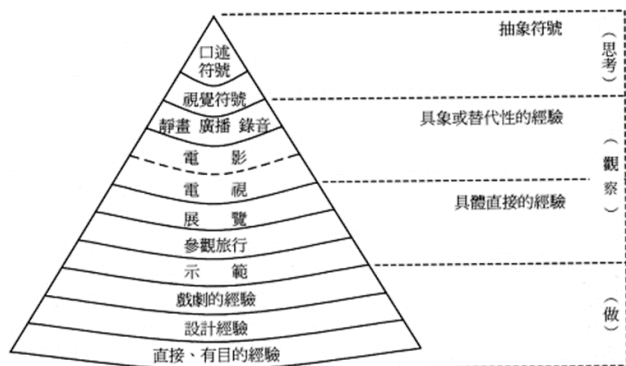 口述
符號
視覺符號
靜畫 廣播 錄音
電 影
電 視
展 覽
參觀旅行
示 範
戲劇的經驗
設計經驗
直接、有目的經驗
抽象符號
具象或替代性的經驗
具體直接的經驗
（思考）
（觀察）
（做）